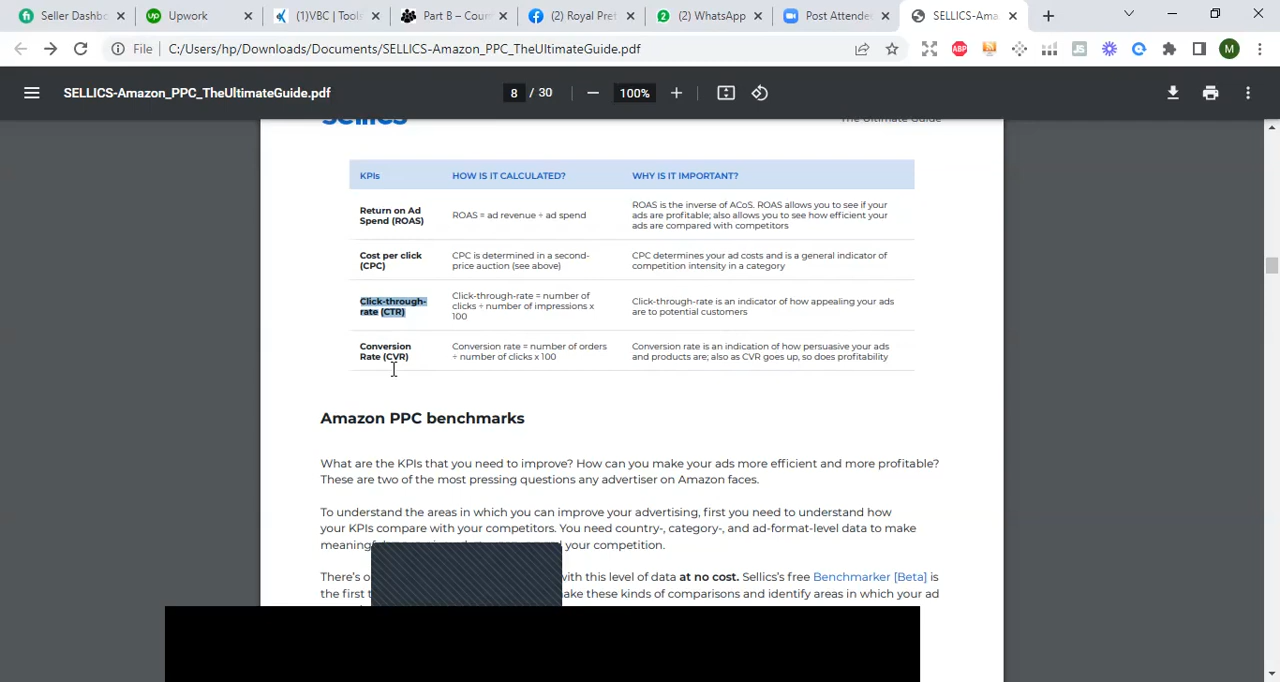 Seller Dashbo
Upwork
(1)VBC | Tools
Part B – Cour
(2) Royal Pref
(2) WhatsApp
Post Attende
SELLICS-Ama
File
C:/Users/hp/Downloads/Documents/SELLICS-Amazon_PPC_TheUltimateGuide.pdf
ABP
JS
M
SELLICS-Amazon_PPC_TheUltimateGuide.pdf
8 / 30
100%
Sellics
The Ultimate Guide
KPIs
HOW IS IT CALCULATED?
WHY IS IT IMPORTANT?
Return on Ad
Spend (ROAS)
ROAS = ad revenue ÷ ad spend
ROAS is the inverse of ACoS. ROAS allows you to see if your
ads are profitable; also allows you to see how efficient your
ads are compared with competitors
Cost per click
(CPC)
CPC is determined in a second-
price auction (see above)
CPC determines your ad costs and is a general indicator of
competition intensity in a category
Click-through-
rate (CTR)
Click-through-rate = number of
clicks ÷ number of impressions x
100
Click-through-rate is an indicator of how appealing your ads
are to potential customers
Conversion
Rate (CVR)
Conversion rate = number of orders
÷ number of clicks x 100
Conversion rate is an indication of how persuasive your ads
and products are; also as CVR goes up, so does profitability
Amazon PPC benchmarks
What are the KPIs that you need to improve? How can you make your ads more efficient and more profitable?
These are two of the most pressing questions any advertiser on Amazon faces.
To understand the areas in which you can improve your advertising, first you need to understand how
your KPIs compare with your competitors. You need country-, category-, and ad-format-level data to make
your competition.
There's with this level of data at no cost. Sellics's free Benchmarker [Beta] is
the first make these kinds of comparisons and identify areas in which your ad